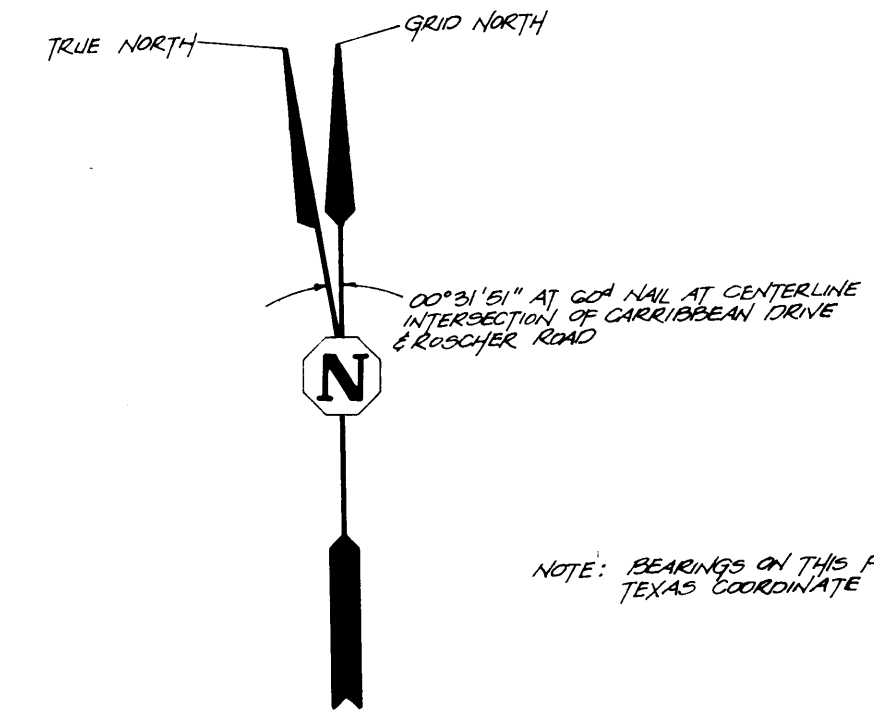 TRUE NORTH
GRID NORTH
00°31'51" AT 60d NAIL AT CENTERLINE
INTERSECTION OF CARRIBBEAN DRIVE
& ROSCHER ROAD
N
NOTE: BEARINGS ON THIS
TEXAS COORDINATE